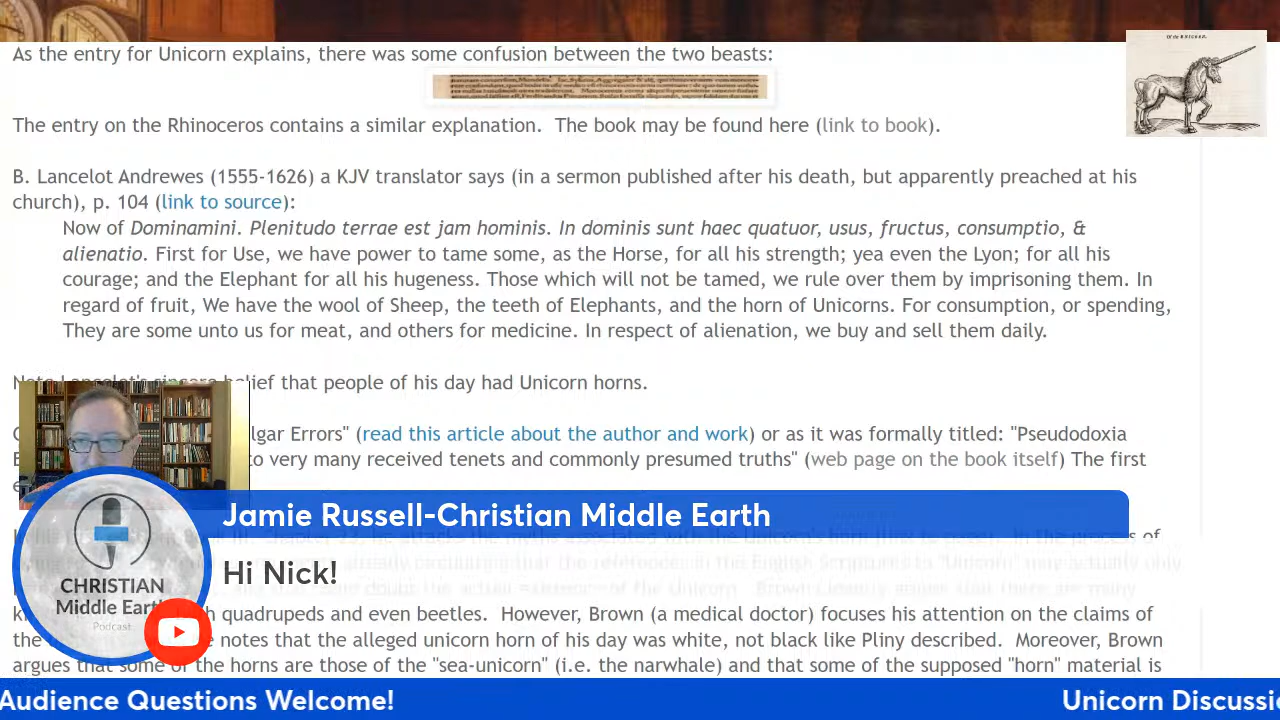 As the entry for Unicorn explains, there was some confusion between the two beasts:
Of the UNICORN.
The entry on the Rhinoceros contains a similar explanation.  The book may be found here (link to book).
B. Lancelot Andrewes (1555-1626) a KJV translator says (in a sermon published after his death, but apparently preached at his
church), p. 104 (link to source):
Now of Dominamini. Plenitudo terrae est jam hominis. In dominis sunt haec quatuor, usus, fructus, consumptio, &
alienatio. First for Use, we have power to tame some, as the Horse, for all his strength; yea even the Lyon; for all his
courage; and the Elephant for all his hugeness. Those which will not be tamed, we rule over them by imprisoning them. In
regard of fruit, We have the wool of Sheep, the teeth of Elephants, and the horn of Unicorns. For consumption, or spending,
They are some unto us for meat, and others for medicine. In respect of alienation, we buy and sell them daily.
Note Lancelot's sincere belief that people of his day had Unicorn horns.
lgar Errors" (read this article about the author and work) or as it was formally titled: "Pseudodoxia
to very many received tenets and commonly presumed truths" (web page on the book itself) The first
Jamie Russell-Christian Middle Earth
Hi Nick!
CHRISTIAN
Middle Earth
Podcast
quadrupeds and even beetles.  However, Brown (a medical doctor) focuses his attention on the claims of
the notes that the alleged unicorn horn of his day was white, not black like Pliny described.  Moreover, Brown
argues that some of the horns are those of the "sea-unicorn" (i.e. the narwhale) and that some of the supposed "horn" material is
Audience Questions Welcome!
Unicorn Discussi